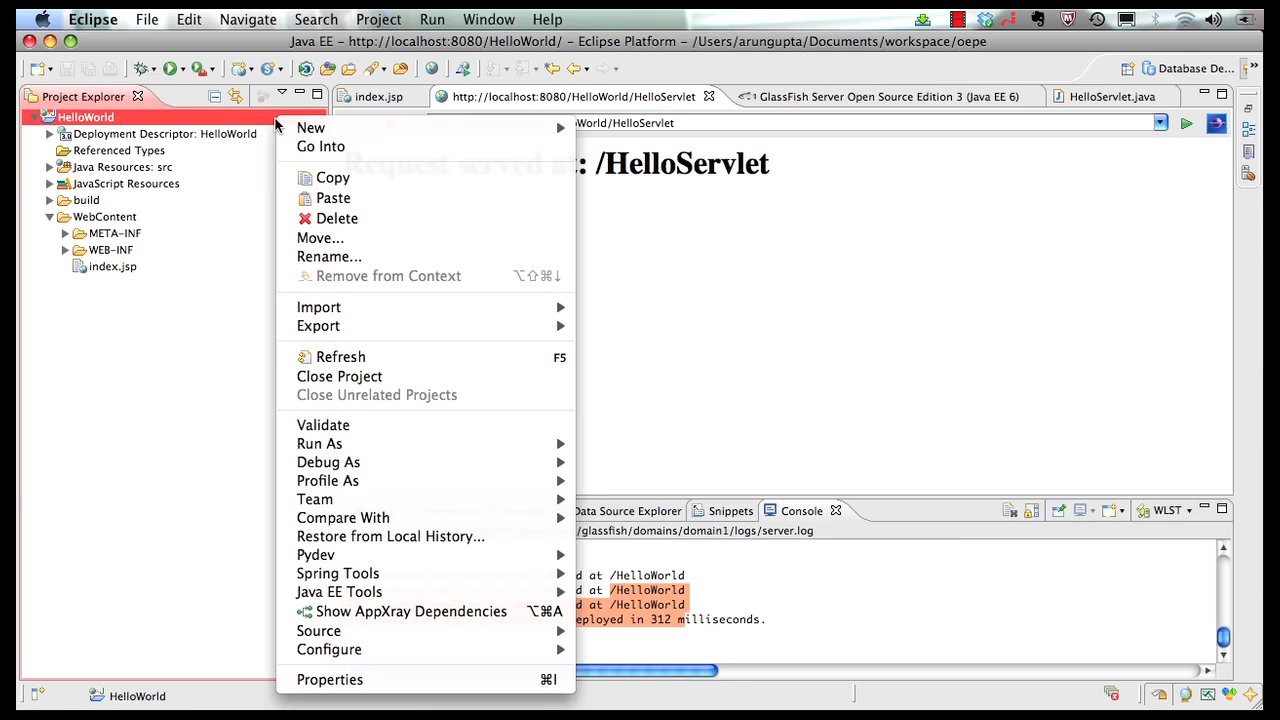 Eclipse File Edit Navigate Search Project Run Window Help
Java EE - http://localhost:8080/HelloWorld/ - Eclipse Platform - /Users/arungupta/Documents/workspace/oepe
Database De...
Project Explorer
index.jsp
http://localhost:8080/HelloWorld/HelloServlet
GlassFish Server Open Source Edition 3 (Java EE 6)
HelloServlet.java
HelloWorld
Deployment Descriptor: HelloWorld
Referenced Types
Java Resources: src
JavaScript Resources
build
WebContent
META-INF
WEB-INF
index.jsp
World/HelloServlet
Request served at: /HelloServlet
New
Go Into
Copy
Paste
Delete
Move...
Rename...
Remove from Context ⌥⇧⌘↓
Import
Export
Refresh F5
Close Project
Close Unrelated Projects
Validate
Run As
Debug As
Profile As
Team
Compare With
Restore from Local History...
Pydev
Spring Tools
Java EE Tools
Show AppXray Dependencies ⌥⌘A
Source
Configure
Properties ⌘I
Data Source Explorer
Snippets
Console
WLST
/glassfish/domains/domain1/logs/server.log
d at /HelloWorld
d at /HelloWorld
d at /HelloWorld
eployed in 312 milliseconds.
HelloWorld